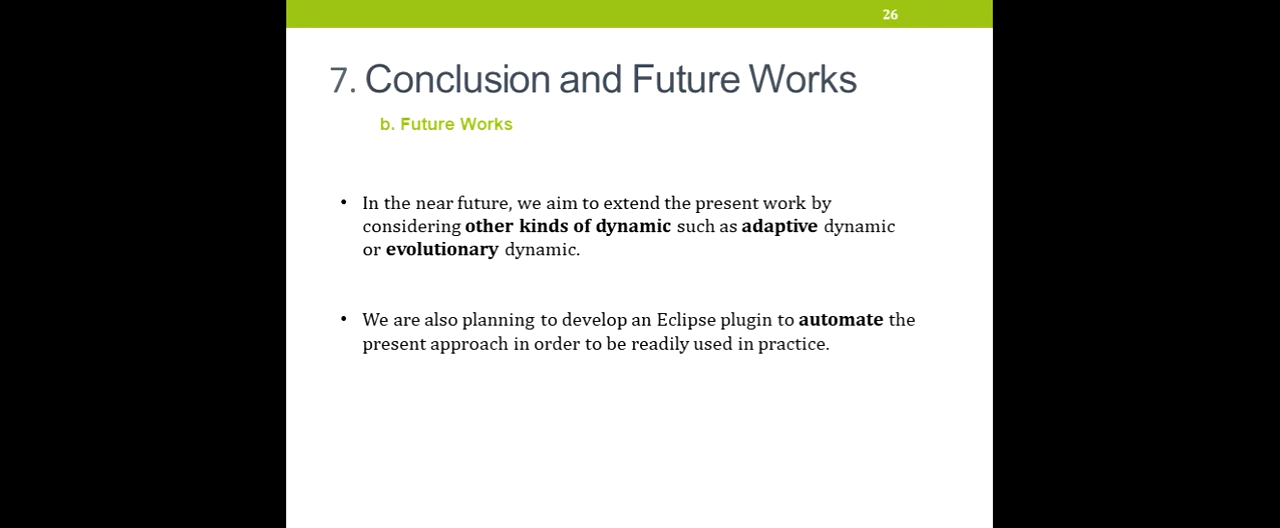 26
7. Conclusion and Future Works
b. Future Works
• In the near future, we aim to extend the present work by
considering other kinds of dynamic such as adaptive dynamic
or evolutionary dynamic.
• We are also planning to develop an Eclipse plugin to automate the
present approach in order to be readily used in practice.